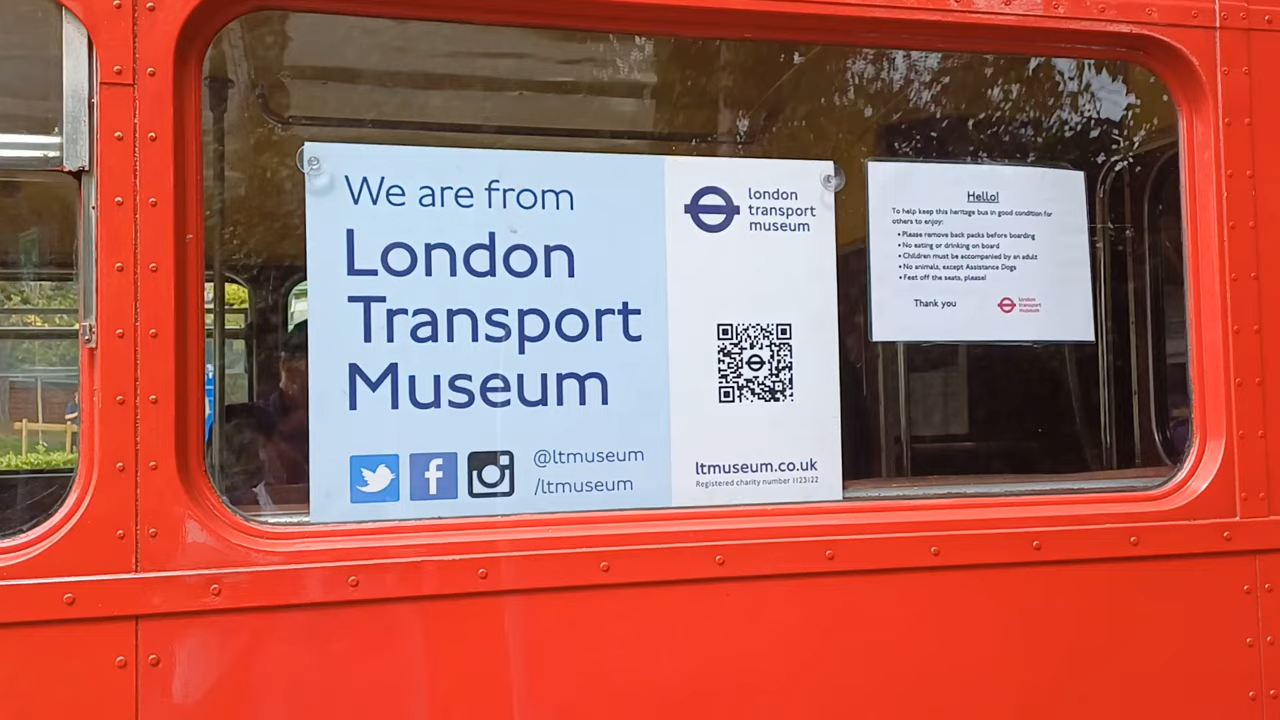 We are from
London
Transport
Museum
@ltmuseum
/ltmuseum
london
transport
museum
ltmuseum.co.uk
Registered charity number 1123122
Hello!
To help keep this heritage bus in good condition for
others to enjoy:
• Please remove back packs before boarding
• No eating or drinking on board
• Children must be accompanied by an adult
• No animals, except Assistance Dogs
• Feet off the seats, please!
Thank you
london
transport
museum